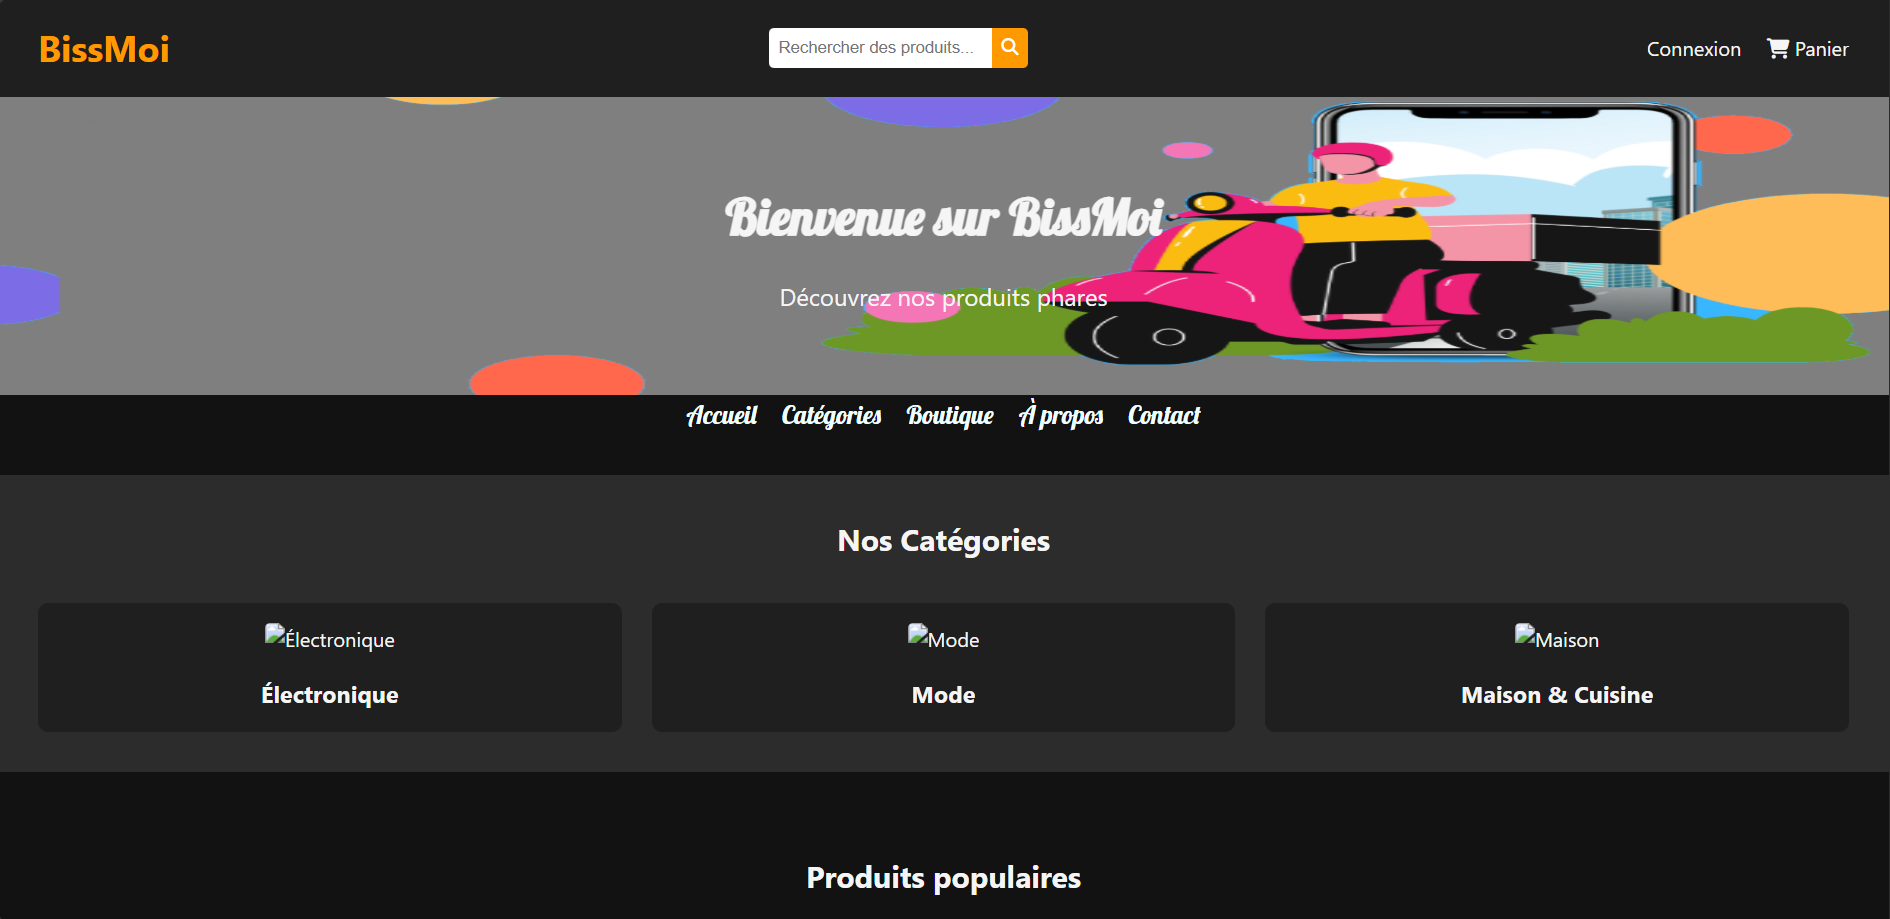 BissMoi
Rechercher des produits...
Connexion
Panier
Bienvenue sur BissMoi
Découvrez nos produits phares
Accueil Catégories Boutique À propos Contact
Nos Catégories
Électronique
Mode
Maison
Électronique
Mode
Maison & Cuisine
Produits populaires